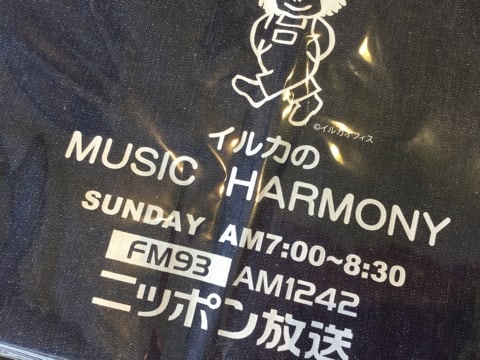 ©イルカオフィス
イルカの
MUSIC HARMONY
SUNDAY AM7:00~8:30
FM93 AM1242
ニッポン放送